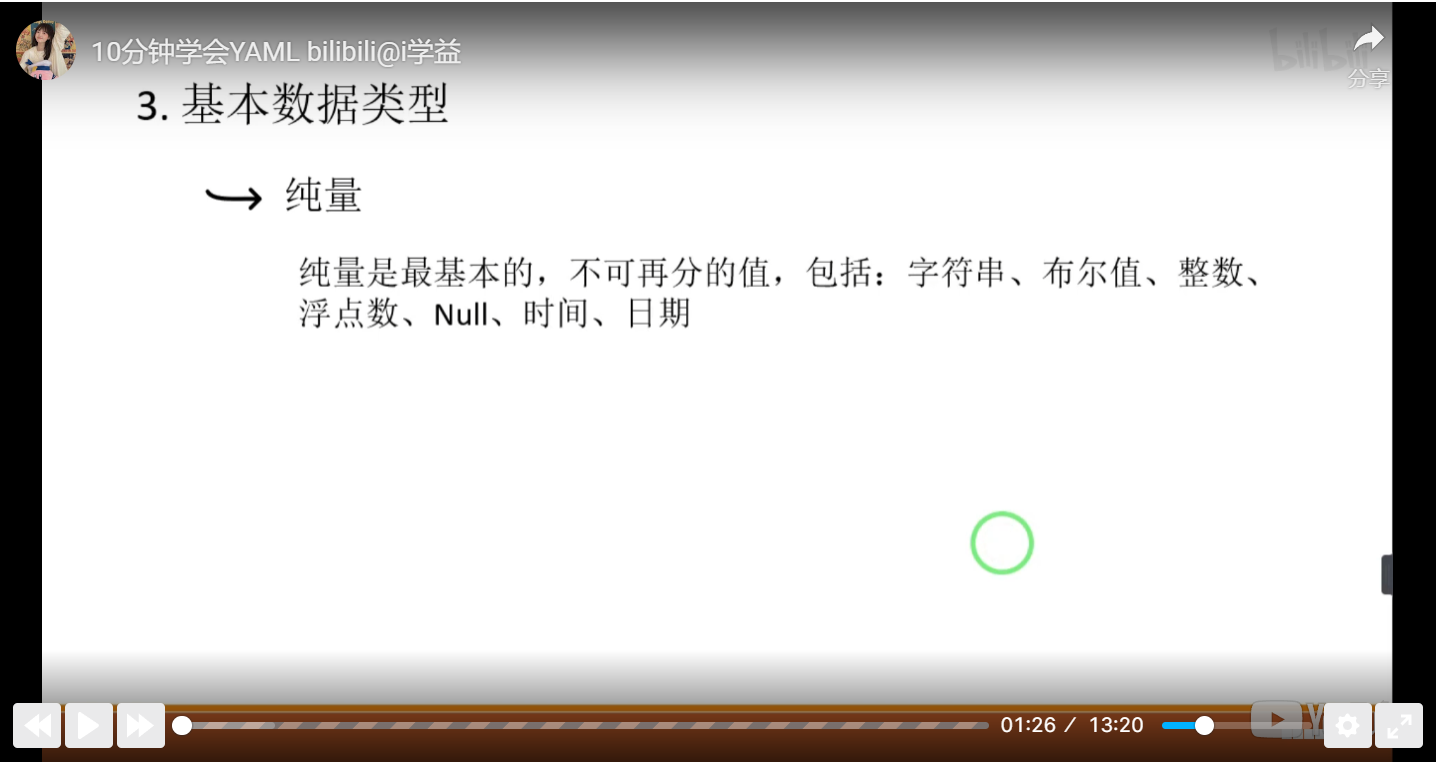 10分钟学会YAML bilibili@i学益
bilibili
分享
3. 基本数据类型
纯量
纯量是最基本的，不可再分的值，包括：字符串、布尔值、整数、
浮点数、Null、时间、日期
01:26 / 13:20